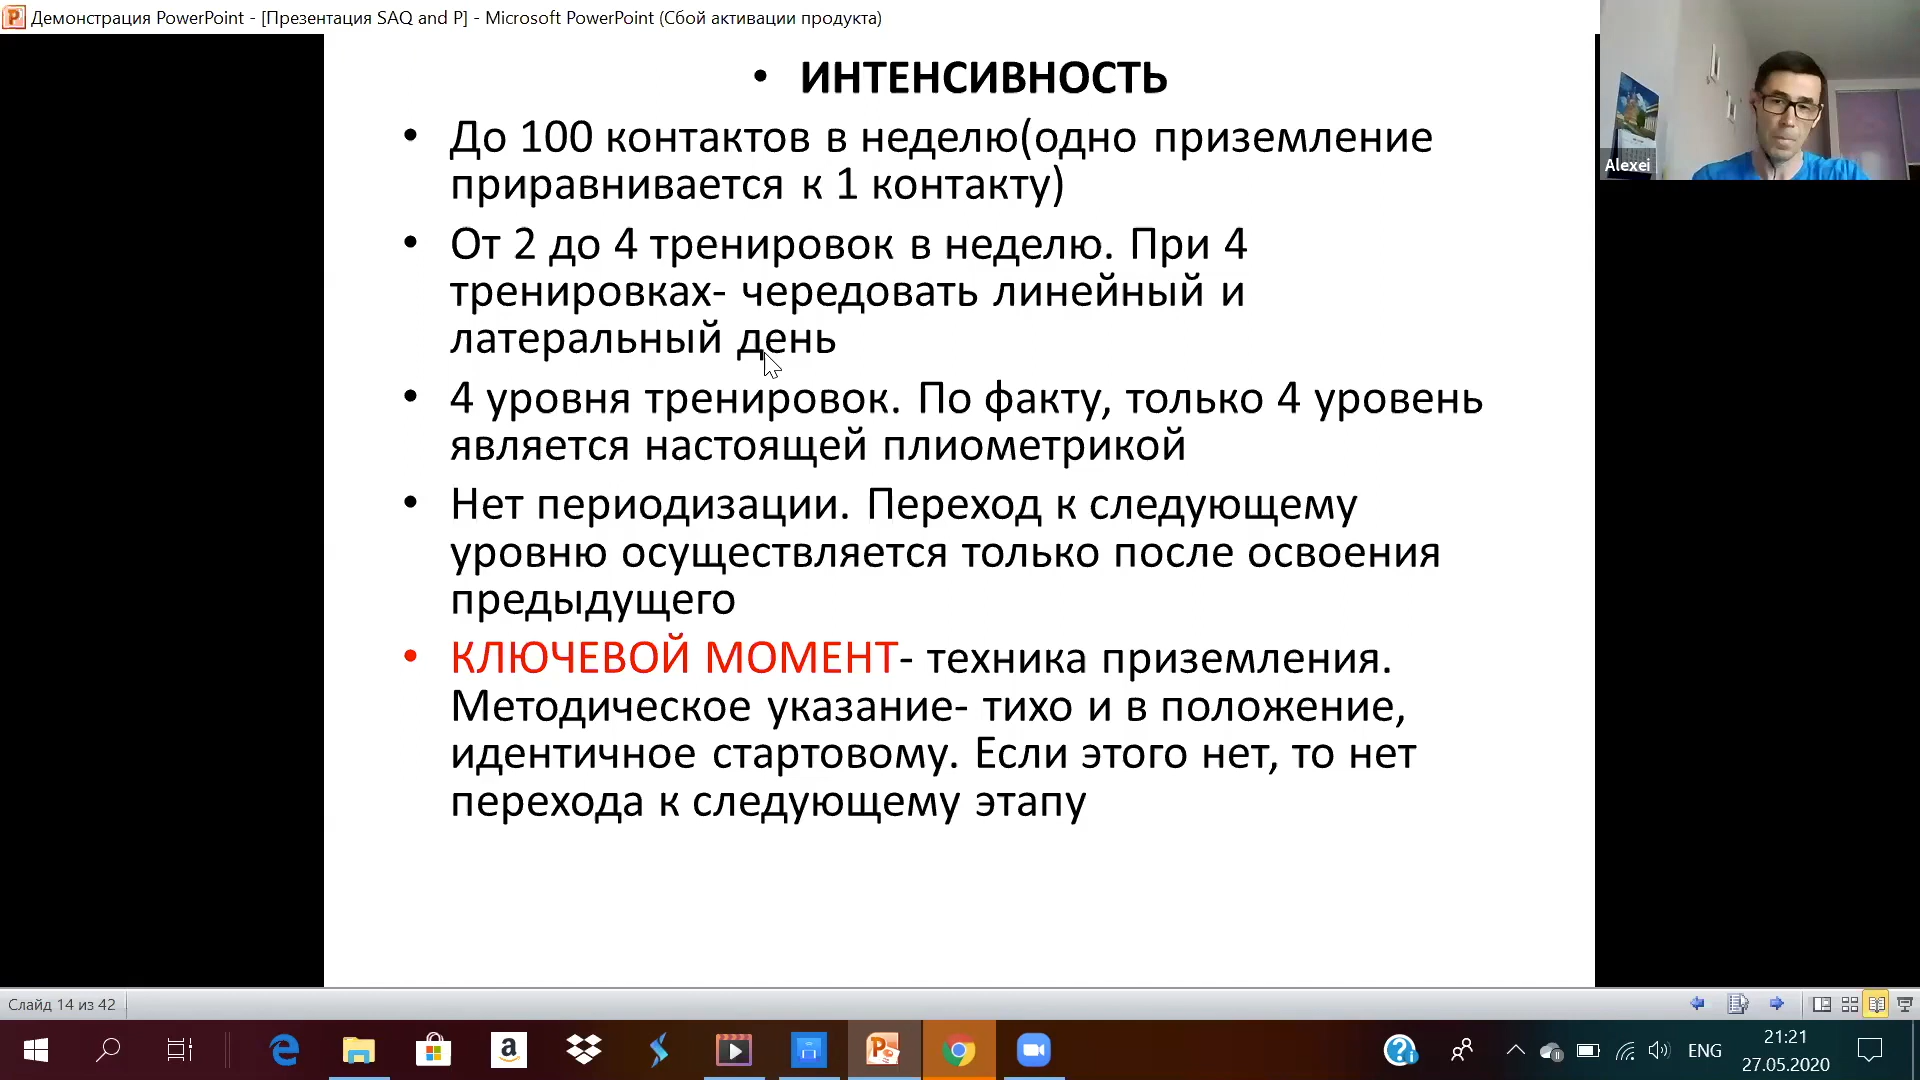 Демонстрация PowerPoint - [Презентация SAQ and P] - Microsoft PowerPoint (Сбой активации продукта)
• ИНТЕНСИВНОСТЬ
• До 100 контактов в неделю(одно приземление
приравнивается к 1 контакту)
• От 2 до 4 тренировок в неделю. При 4
тренировках- чередовать линейный и
латеральный день
• 4 уровня тренировок. По факту, только 4 уровень
является настоящей плиометрикой
• Нет периодизации. Переход к следующему
уровню осуществляется только после освоения
предыдущего
• КЛЮЧЕВОЙ МОМЕНТ- техника приземления.
Методическое указание- тихо и в положение,
идентичное стартовому. Если этого нет, то нет
перехода к следующему этапу
Alexei
Слайд 14 из 42
ENG
21:21
27.05.2020